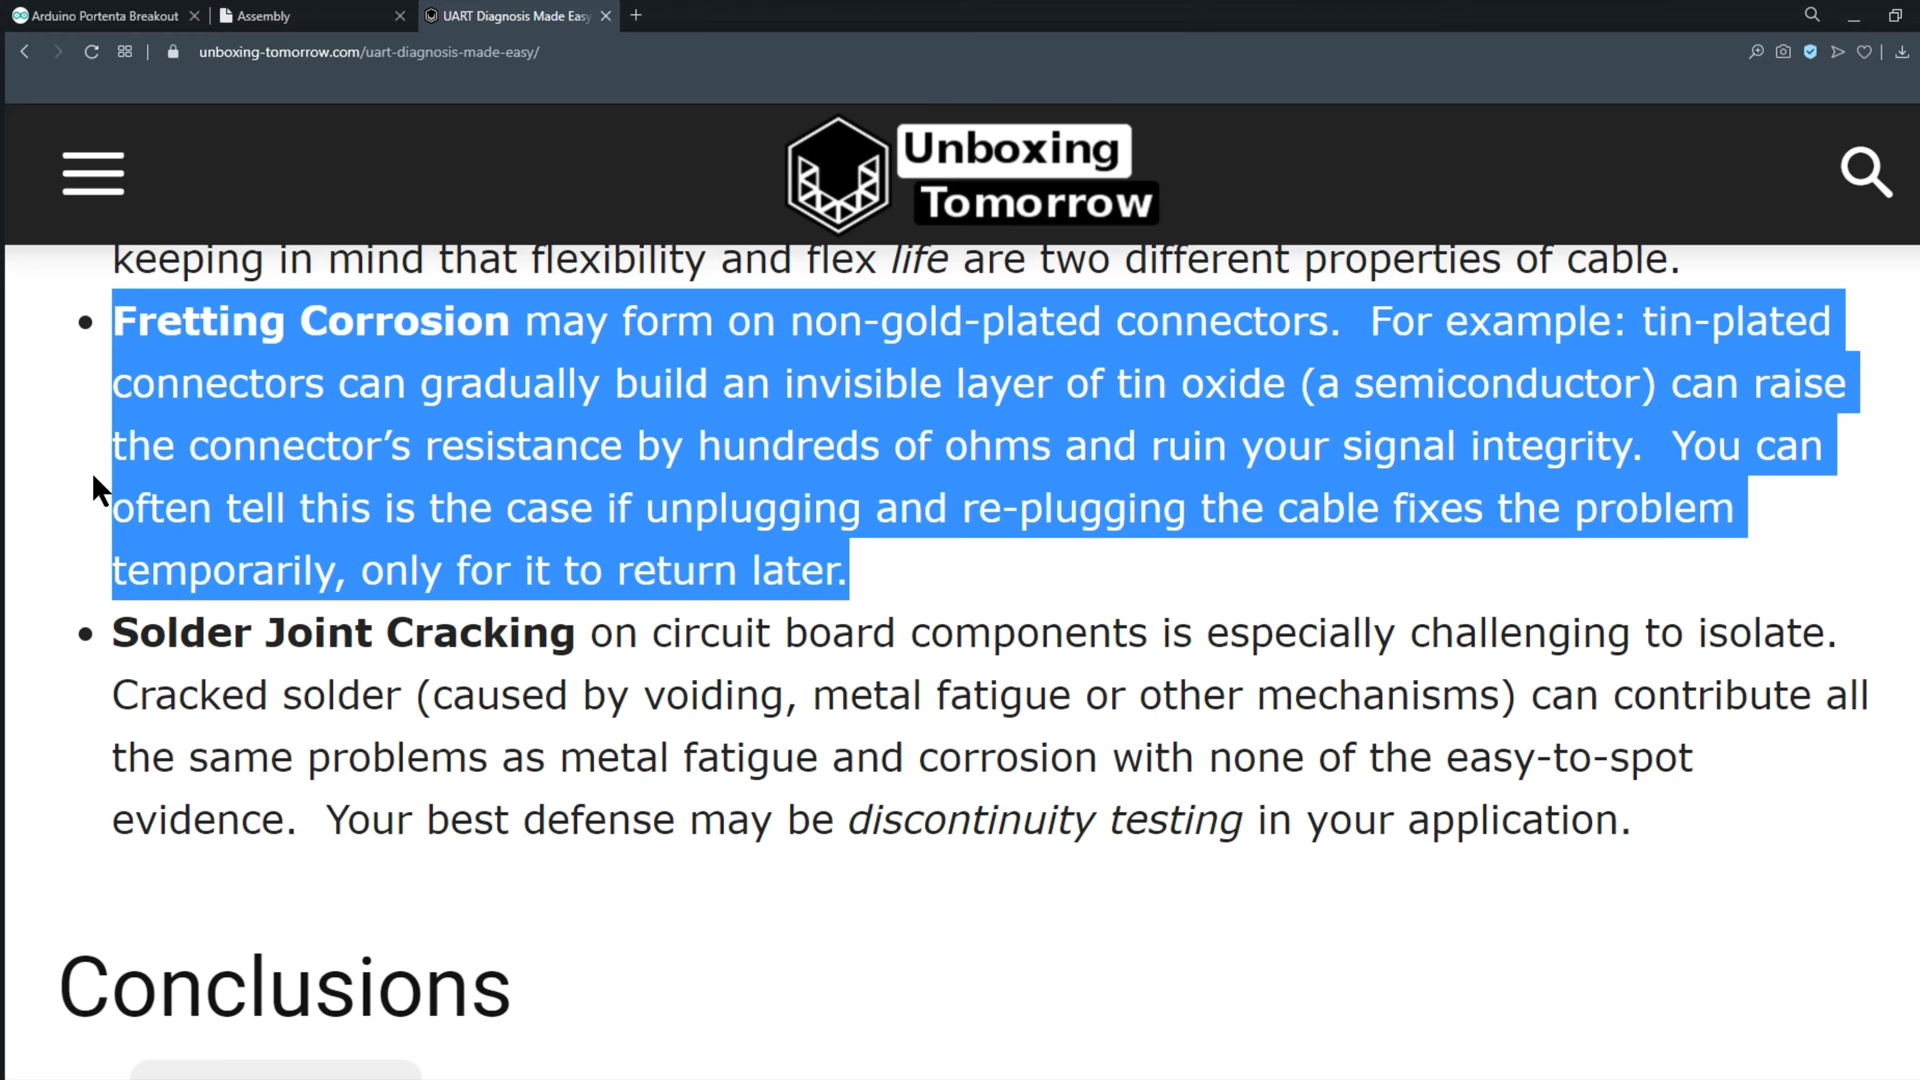 Arduino Portenta Breakout
Assembly
UART Diagnosis Made Easy
unboxing-tomorrow.com/uart-diagnosis-made-easy/
Unboxing
Tomorrow
keeping in mind that flexibility and flex life are two different properties of cable.
• Fretting Corrosion may form on non-gold-plated connectors.  For example: tin-plated
connectors can gradually build an invisible layer of tin oxide (a semiconductor) can raise
the connector’s resistance by hundreds of ohms and ruin your signal integrity.  You can
often tell this is the case if unplugging and re-plugging the cable fixes the problem
temporarily, only for it to return later.
• Solder Joint Cracking on circuit board components is especially challenging to isolate.
Cracked solder (caused by voiding, metal fatigue or other mechanisms) can contribute all
the same problems as metal fatigue and corrosion with none of the easy-to-spot
evidence.  Your best defense may be discontinuity testing in your application.
Conclusions